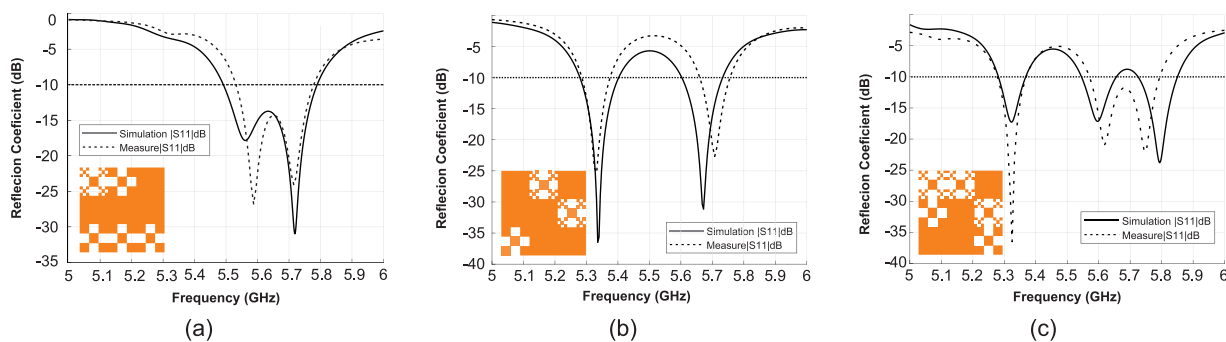 0
-5
-10
-15
-20
-25
-30
-35
5 5.1 5.2 5.3 5.4 5.5 5.6 5.7 5.8 5.9 6
Reflecion Coeficient (dB)
Frequency (GHz)
Simulation |S11|dB
Measure|S11|dB
(a)
-5
-10
-15
-20
-25
-30
-35
-40
5 5.1 5.2 5.3 5.4 5.5 5.6 5.7 5.8 5.9 6
Reflecion Coeficient (dB)
Frequency (GHz)
Simulation |S11|dB
Measure|S11|dB
(b)
-5
-10
-15
-20
-25
-30
-35
-40
5 5.1 5.2 5.3 5.4 5.5 5.6 5.7 5.8 5.9 6
Reflecion Coeficient (dB)
Frequency (GHz)
Simulation |S11|dB
Measure|S11|dB
(c)